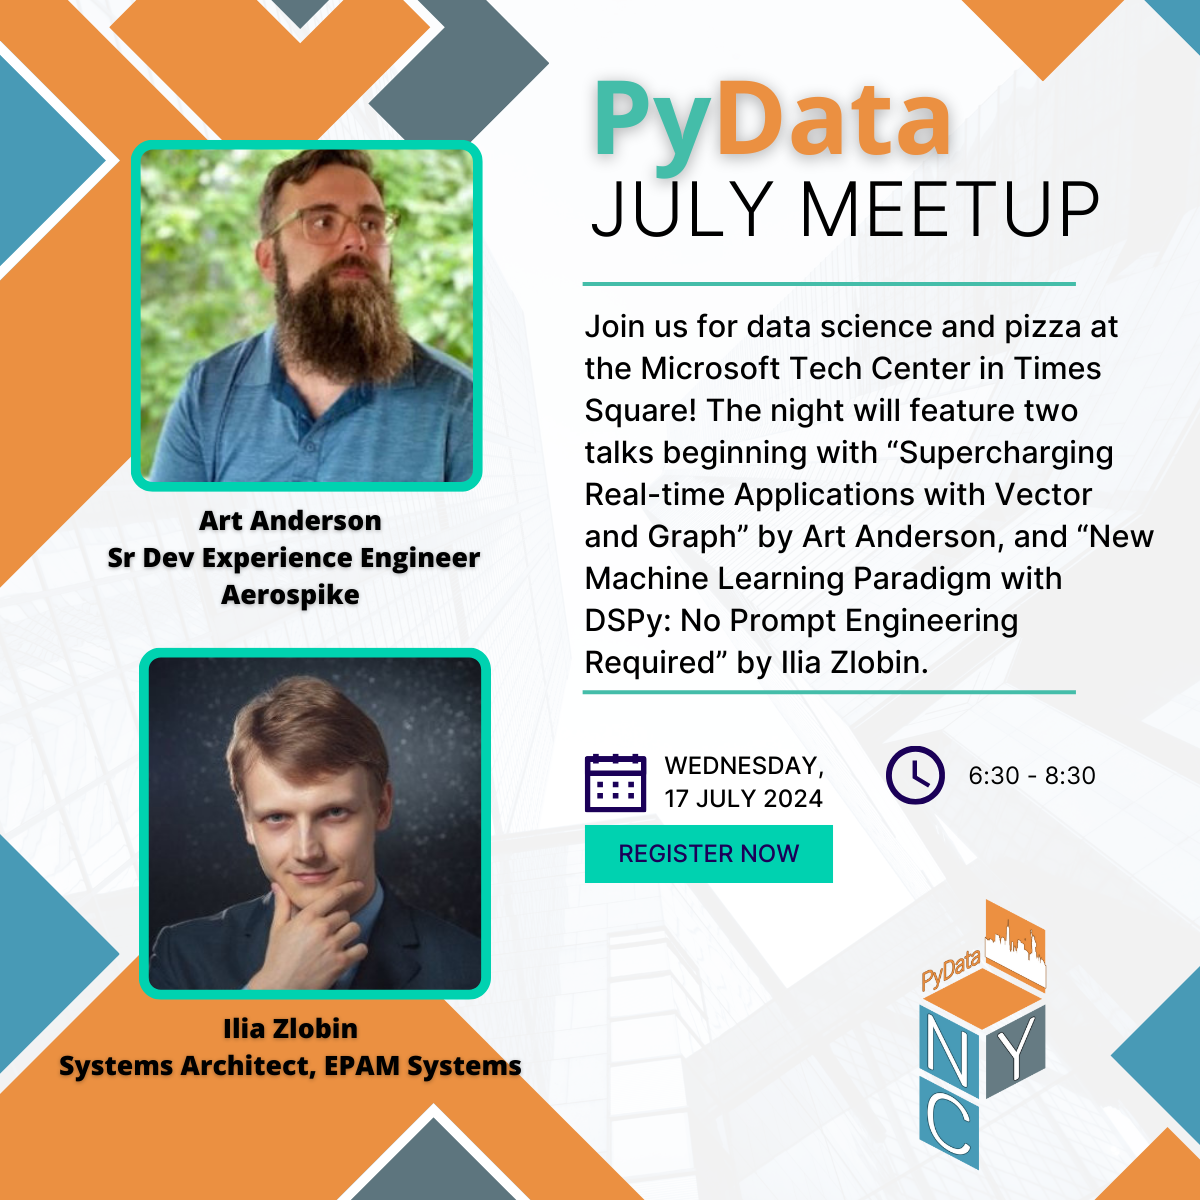 PyData
JULY MEETUP
Join us for data science and pizza at
the Microsoft Tech Center in Times
Square! The night will feature two
talks beginning with “Supercharging
Real-time Applications with Vector
and Graph” by Art Anderson, and “New
Machine Learning Paradigm with
DSPy: No Prompt Engineering
Required” by Ilia Zlobin.
Art Anderson
Sr Dev Experience Engineer
Aerospike
Ilia Zlobin
Systems Architect, EPAM Systems
WEDNESDAY,
17 JULY 2024
6:30 - 8:30
REGISTER NOW
PyData
NY
C